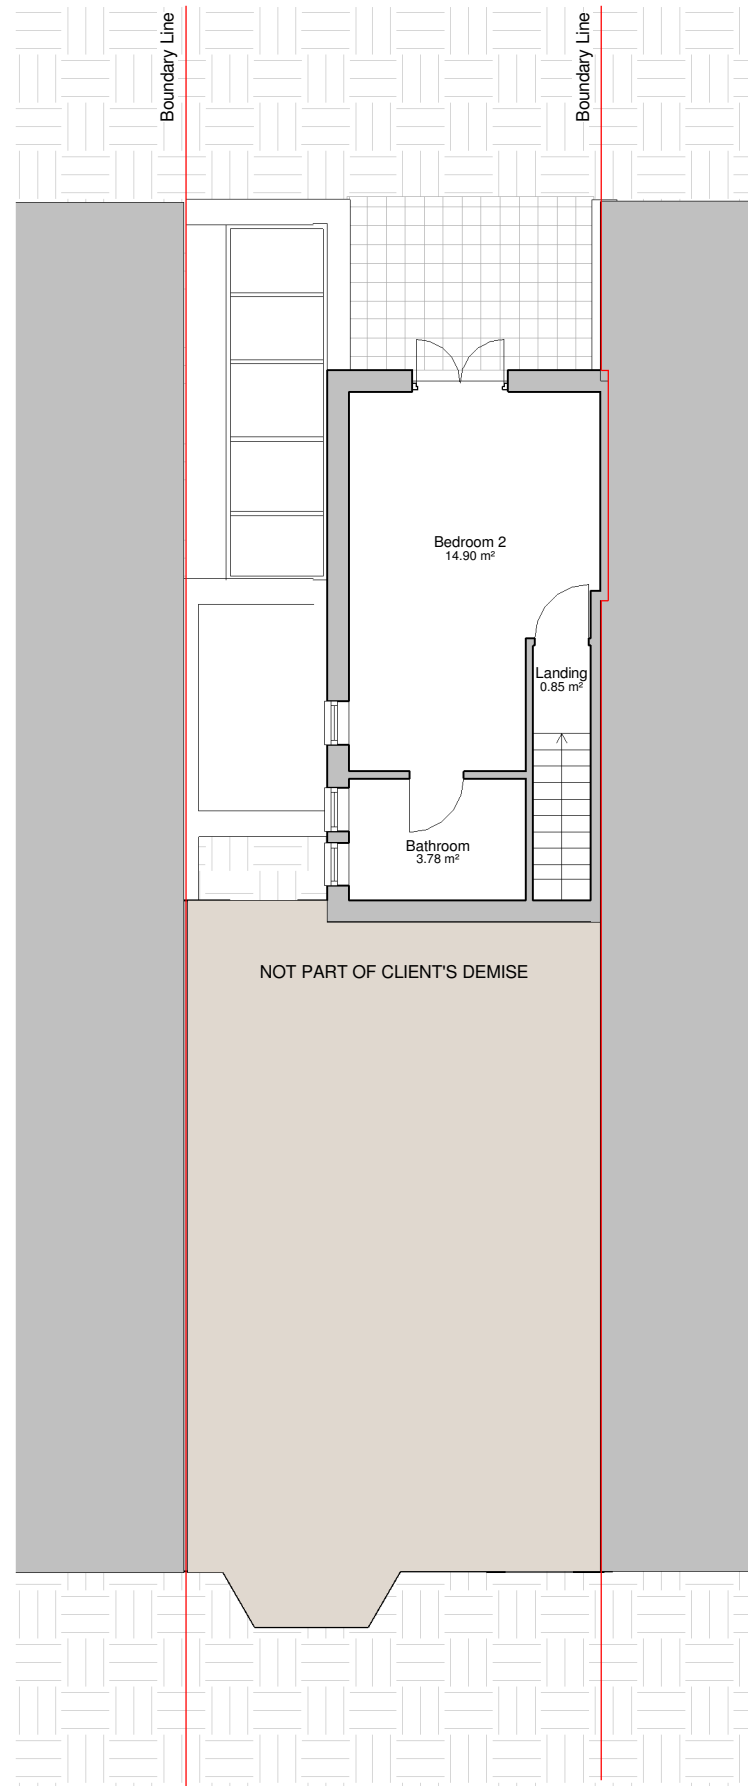 Boundary Line
Boundary Line
Bedroom 2
14.90 m²
Landing
0.85 m²
Bathroom
3.78 m²
NOT PART OF CLIENT'S DEMISE